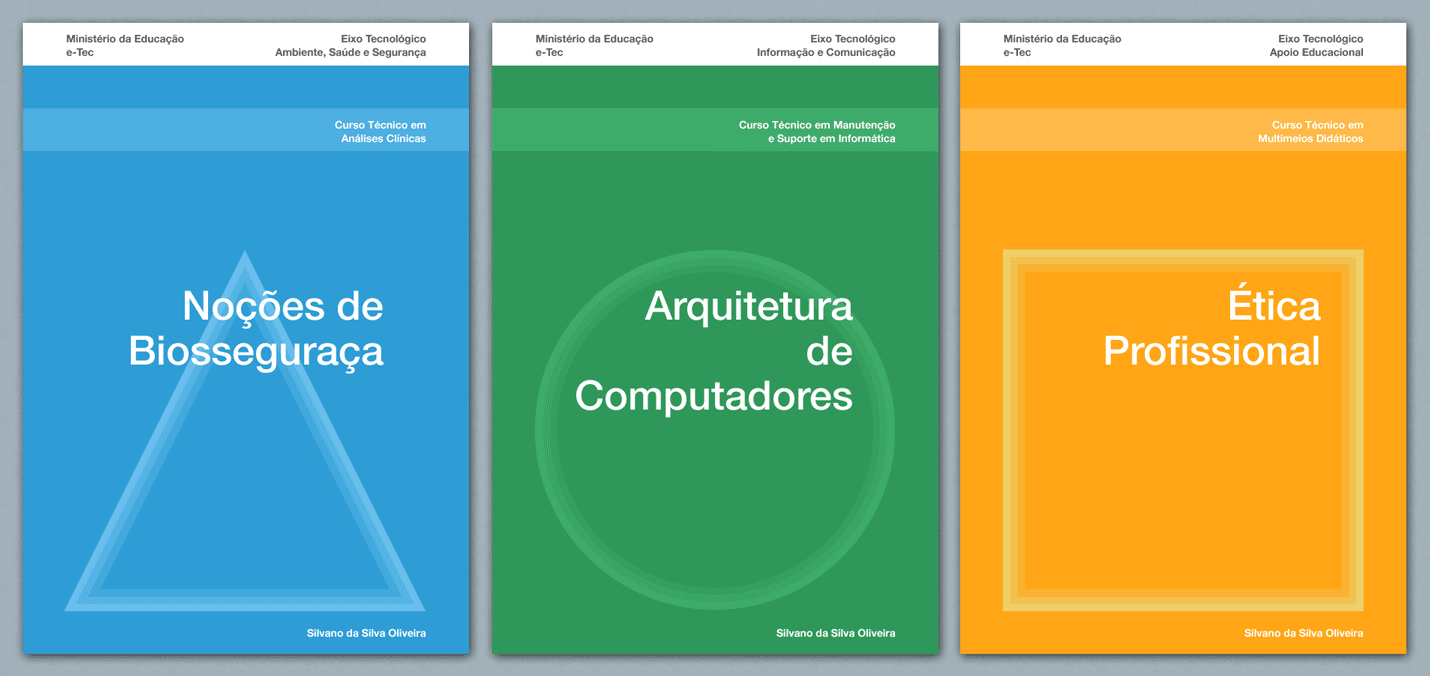 Ministério da Educação
e-Tec
Eixo Tecnológico
Ambiente, Saúde e Segurança
Curso Técnico em
Análises Clínicas
Noções de
Biosseguraça
Silvano da Silva Oliveira
Ministério da Educação
e-Tec
Eixo Tecnológico
Informação e Comunicação
Curso Técnico em Manutenção
e Suporte em Informática
Arquitetura
de
Computadores
Silvano da Silva Oliveira
Ministério da Educação
e-Tec
Eixo Tecnológico
Apoio Educacional
Curso Técnico em
Multimeios Didáticos
Ética
Profissional
Silvano da Silva Oliveira